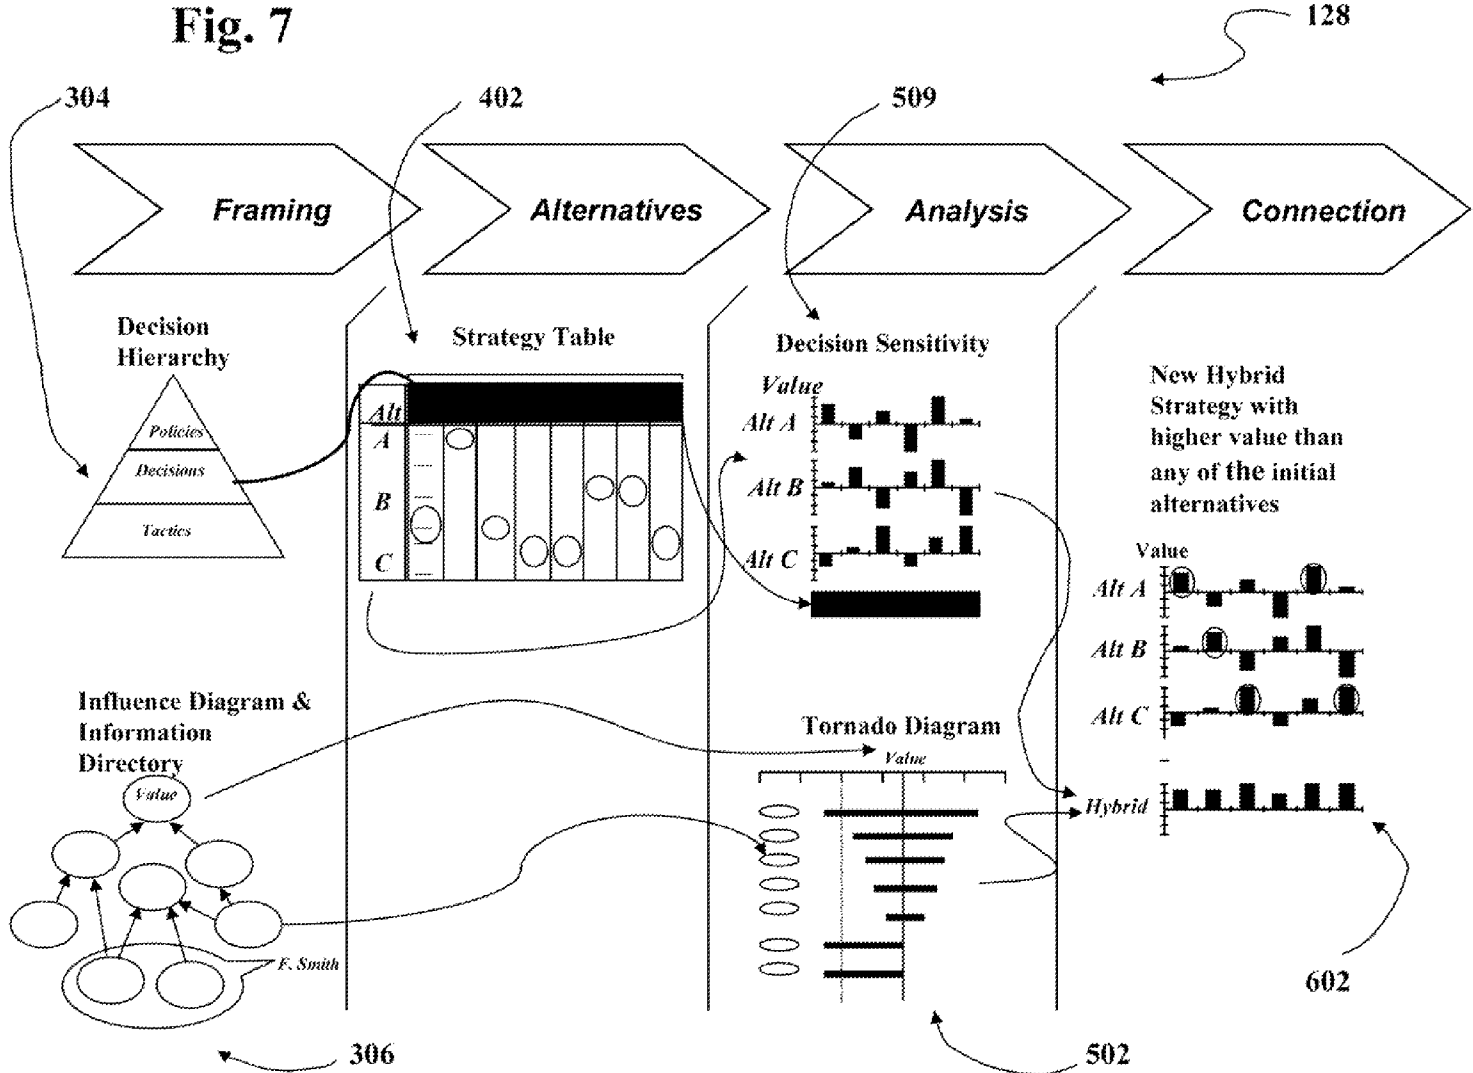 Fig. 7
128
304
402
509
Framing
Alternatives
Analysis
Connection
Decision
Hierarchy
Policies
Decisions
Tactics
Strategy Table
Alt
A
B
C
Decision Sensitivity
Value
Alt A
Alt B
Alt C
New Hybrid
Strategy with
higher value than
any of the initial
alternatives
Value
Alt A
Alt B
Alt C
Hybrid
602
Influence Diagram &
Information
Directory
Value
F. Smith
306
Tornado Diagram
Value
502